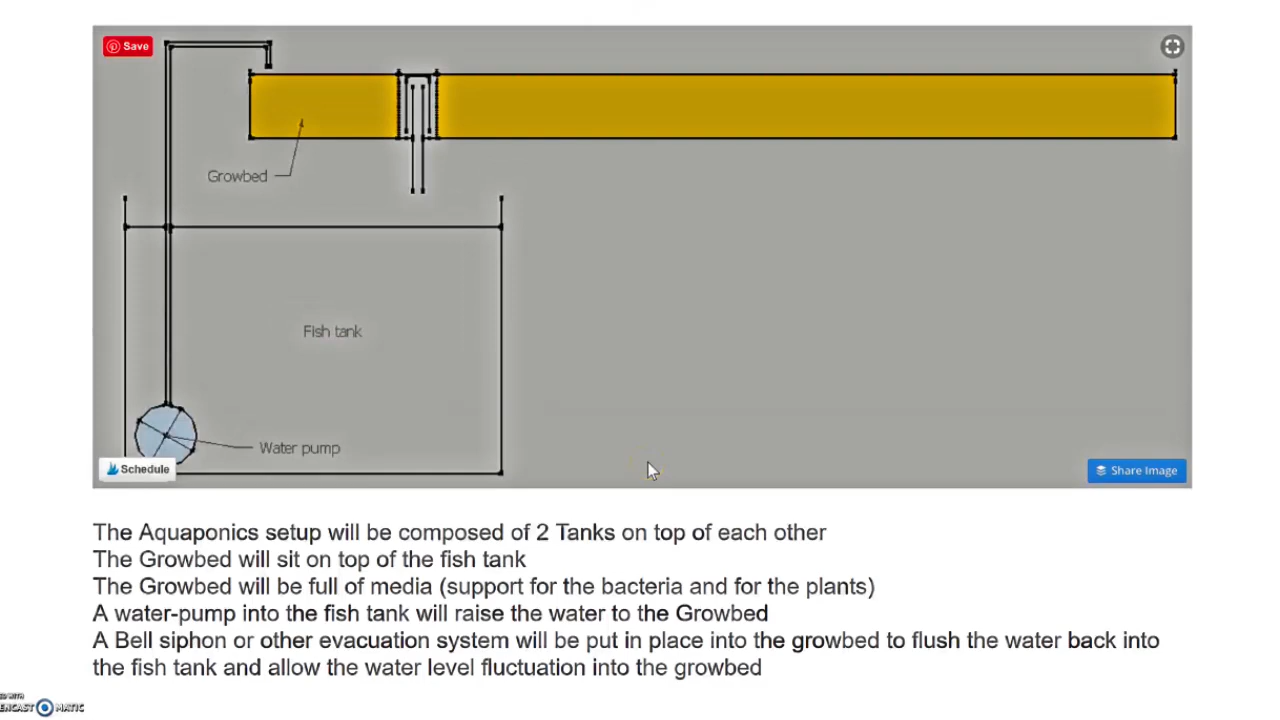 Save
Growbed
Fish tank
Water pump
Schedule
Share Image
The Aquaponics setup will be composed of 2 Tanks on top of each other
The Growbed will sit on top of the fish tank
The Growbed will be full of media (support for the bacteria and for the plants)
A water-pump into the fish tank will raise the water to the Growbed
A Bell siphon or other evacuation system will be put in place into the growbed to flush the water back into
the fish tank and allow the water level fluctuation into the growbed
ENCAST MATIC